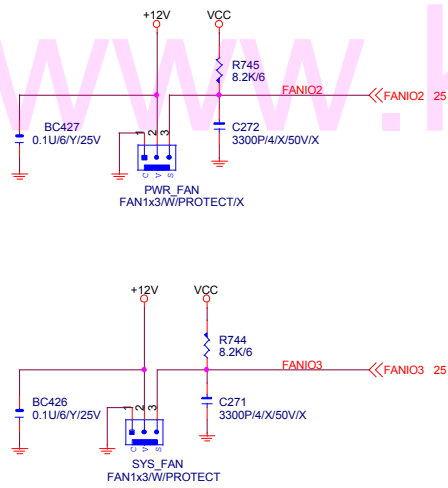 www.h
+12V
VCC
R745
8.2K/6
FANIO2
FANIO2 25
BC427
0.1U/6/Y/25V
C272
3300P/4/X/50V/X
1
2
3
C
V
S
PWR_FAN
FAN1x3/W/PROTECT/X
+12V
VCC
R744
8.2K/6
FANIO3
FANIO3 25
BC426
0.1U/6/Y/25V
C271
3300P/4/X/50V/X
1
2
3
C
V
S
SYS_FAN
FAN1x3/W/PROTECT